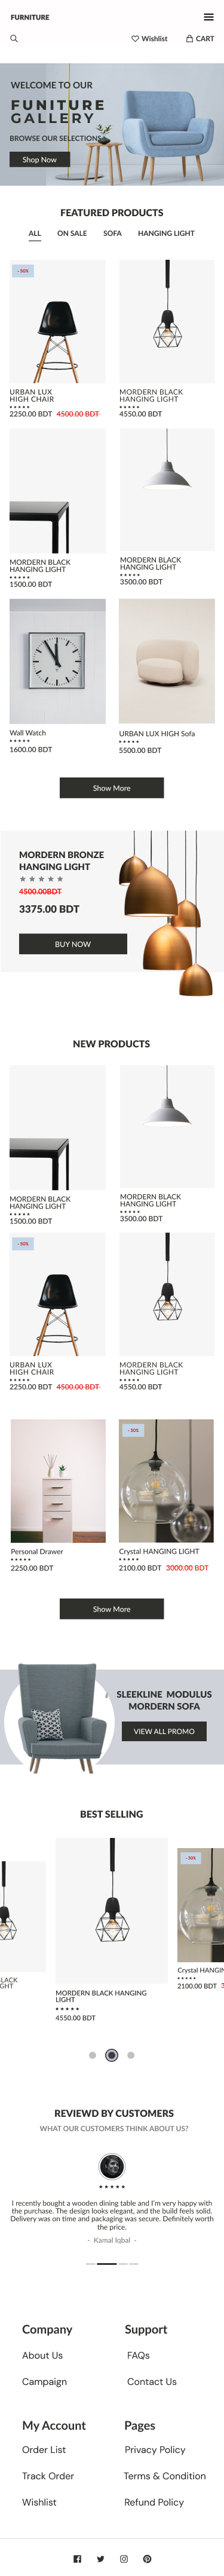 FURNITURE
Wishlist CART
WELCOME TO OUR
FUNITURE
GALLERY
BROWSE OUR SELECTIONS
Shop Now
FEATURED PRODUCTS
ALL ON SALE SOFA HANGING LIGHT
- 50%
URBAN LUX
HIGH CHAIR
2250.00 BDT 4500.00 BDT
MORDERN BLACK
HANGING LIGHT
4550.00 BDT
MORDERN BLACK
HANGING LIGHT
1500.00 BDT
MORDERN BLACK
HANGING LIGHT
3500.00 BDT
Wall Watch
1600.00 BDT
URBAN LUX HIGH Sofa
5500.00 BDT
Show More
MORDERN BRONZE
HANGING LIGHT
4500.00BDT
3375.00 BDT
BUY NOW
NEW PRODUCTS
MORDERN BLACK
HANGING LIGHT
1500.00 BDT
MORDERN BLACK
HANGING LIGHT
3500.00 BDT
- 50%
URBAN LUX
HIGH CHAIR
2250.00 BDT 4500.00 BDT
MORDERN BLACK
HANGING LIGHT
4550.00 BDT
Personal Drawer
2250.00 BDT
- 30%
Crystal HANGING LIGHT
2100.00 BDT 3000.00 BDT
Show More
SLEEKLINE MODULUS
MORDERN SOFA
VIEW ALL PROMO
BEST SELLING
LACK
GHT
MORDERN BLACK HANGING
LIGHT
4550.00 BDT
- 30%
Crystal HANGIN
2100.00 BDT 3
REVIEWD BY CUSTOMERS
WHAT OUR CUSTOMERS THINK ABOUT US?
I recently bought a wooden dining table and I'm very happy with
the purchase. The design looks elegant, and the build feels solid.
Delivery was on time and packaging was secure. Definitely worth
the price.
- Kamal Iqbal -
Company
About Us
Campaign
Support
FAQs
Contact Us
My Account
Order List
Track Order
Wishlist
Pages
Privacy Policy
Terms & Condition
Refund Policy